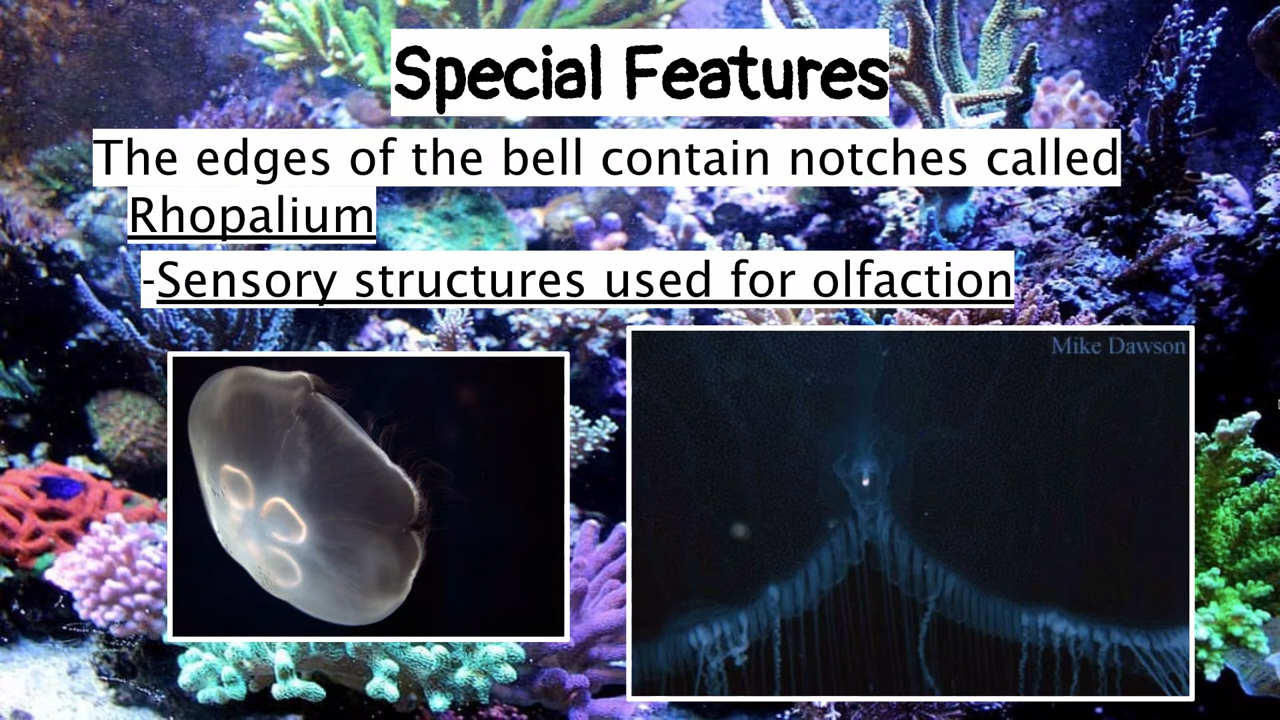 Special Features
The edges of the bell contain notches called
Rhopalium
-Sensory structures used for olfaction
Mike Dawson